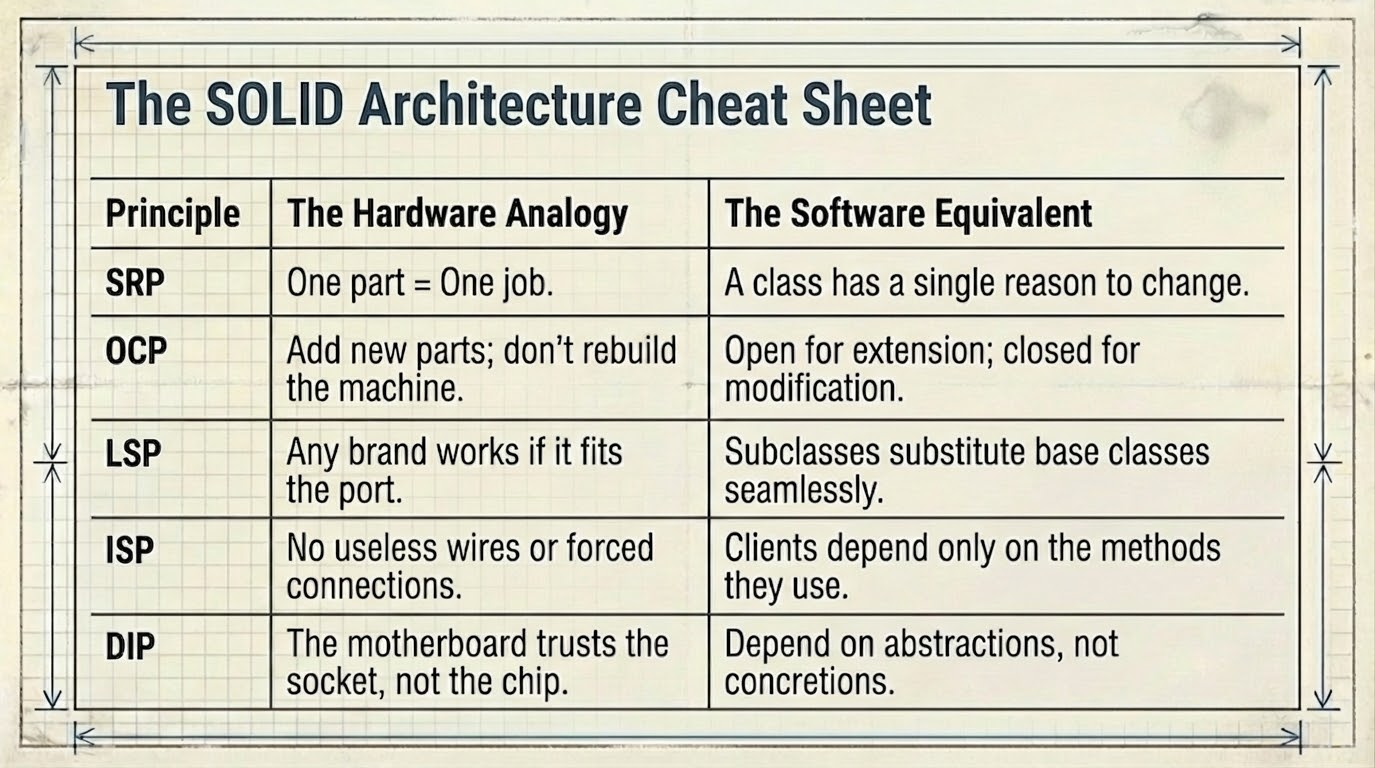 The SOLID Architecture Cheat Sheet
Principle
The Hardware Analogy
The Software Equivalent
SRP
One part = One job.
A class has a single reason to change.
OCP
Add new parts; don't rebuild
the machine.
Open for extension; closed for
modification.
LSP
Any brand works if it fits
the port.
Subclasses substitute base classes
seamlessly.
ISP
No useless wires or forced
connections.
Clients depend only on the methods
they use.
DIP
The motherboard trusts the
socket, not the chip.
Depend on abstractions, not
concretions.